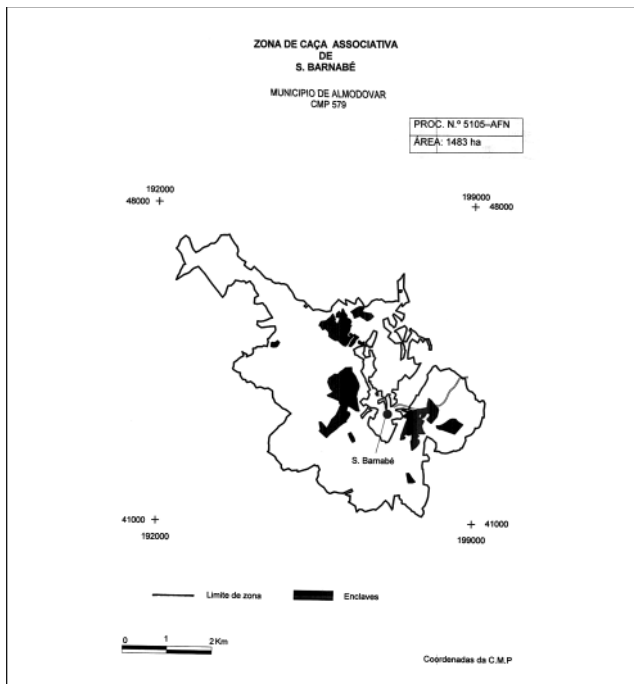 ZONA DE CAÇA ASSOCIATIVA
DE
S. BARNABÉ
MUNICIPIO DE ALMODOVAR
CMP 579
PROC. N.º 5105–AFN
ÁREA: 1483 ha
192000
48000
199000
48000
S. Barnabé
41000
192000
41000
199000
Limite de zona
Enclaves
0 1 2 Km
Coordenadas da C.M.P